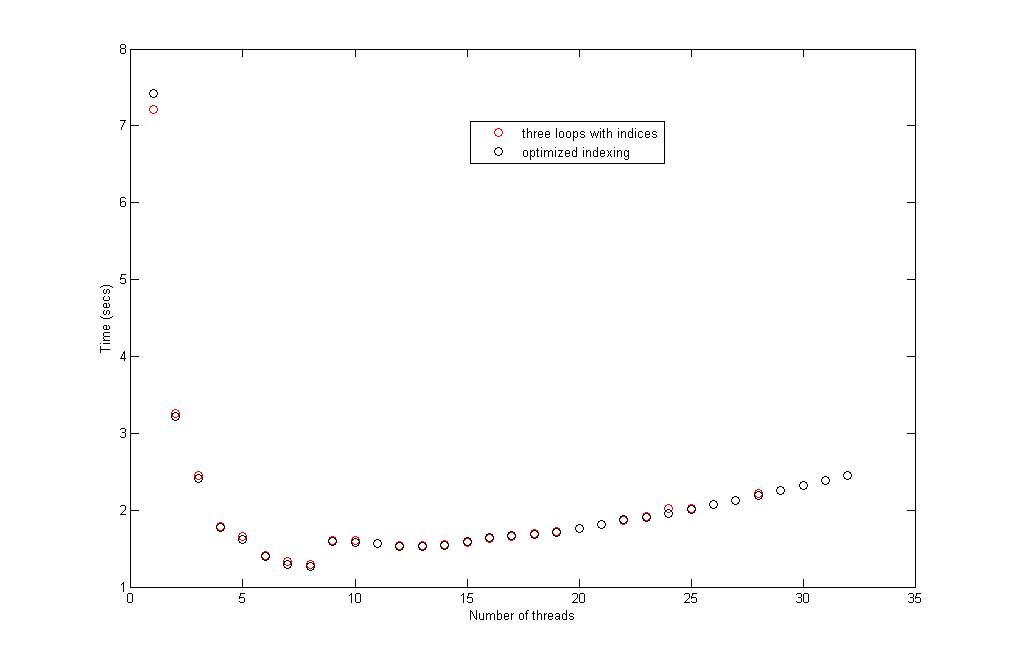 8
7
6
5
4
3
2
1
Time (secs)
three loops with indices
optimized indexing
0 5 10 15 20 25 30 35
Number of threads